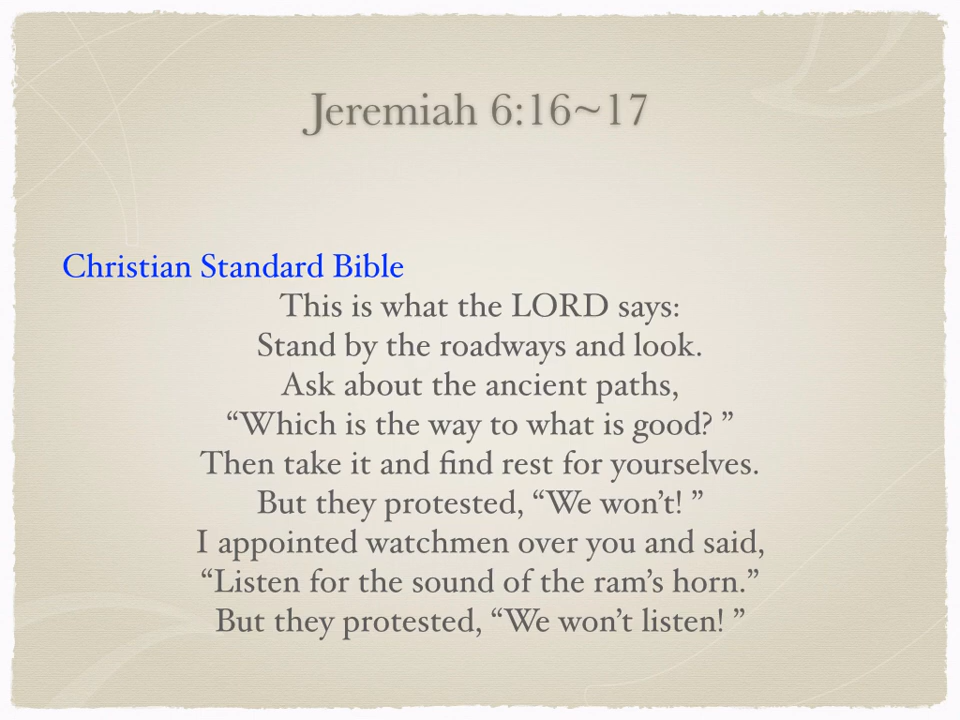 Jeremiah 6:16~17
Christian Standard Bible
This is what the LORD says:
Stand by the roadways and look.
Ask about the ancient paths,
“Which is the way to what is good? ”
Then take it and find rest for yourselves.
But they protested, “We won’t! ”
I appointed watchmen over you and said,
“Listen for the sound of the ram’s horn.”
But they protested, “We won’t listen! ”